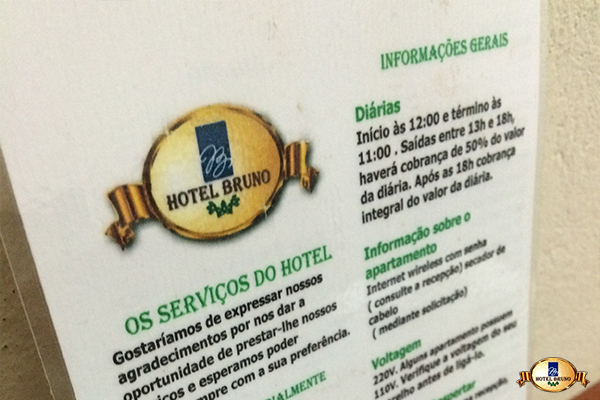 HOTEL BRUNO
OS SERVIÇOS DO HOTEL
Gostaríamos de expressar nossos
agradecimentos por nos dar a
oportunidade de prestar-lhe nossos
e esperamos poder
sempre com a sua preferência.
INFORMAÇÕES GERAIS
Diárias
Início às 12:00 e término às
11:00 . Saídas entre 13h e 18h,
haverá cobrança de 50% do valor
da diária. Após as 18h cobrança
integral do valor da diária.
Informação sobre o
apartamento
Internet wireless com senha
( consulte a recepção) secador de
cabelo
( mediante solicitação)
Voltagem
220V. Alguns apartamento possuem
110V. Verifique a voltagem do seu
antes de ligá-lo.
HOTEL BRUNO